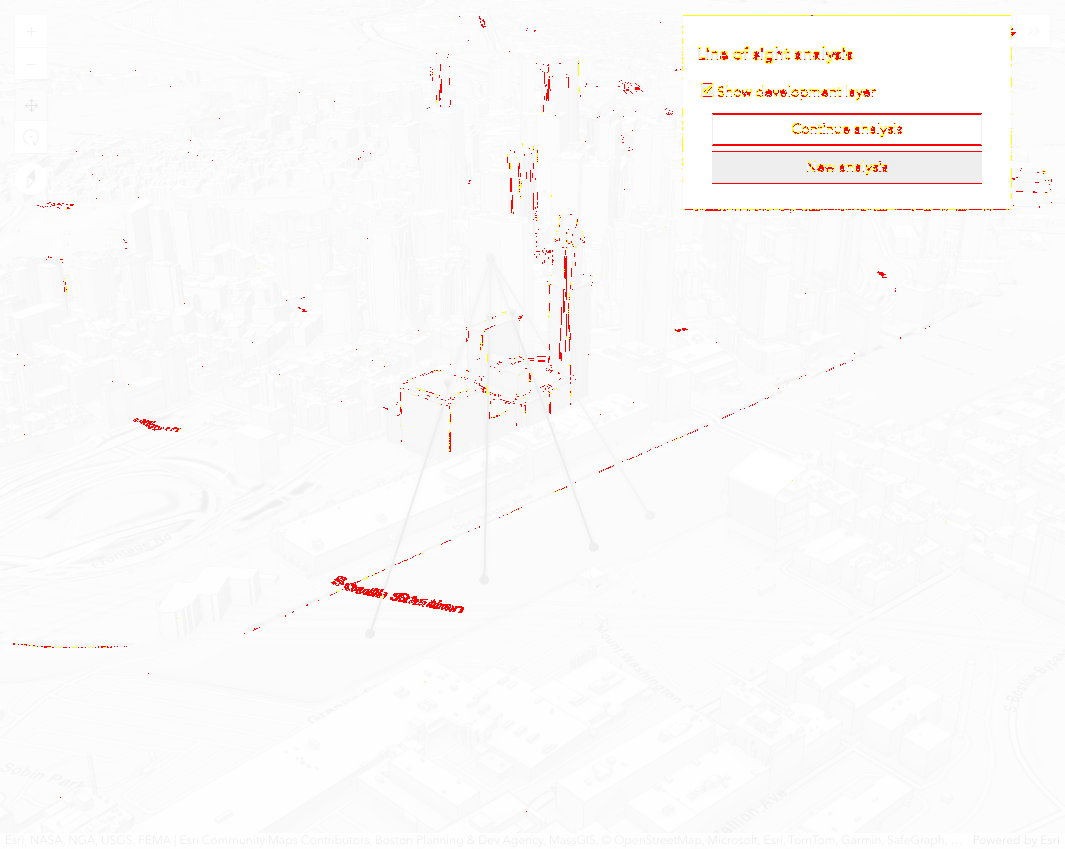 Line of sight analysis
Show development layer
Continue analysis
New analysis
South Station
Esri, NASA, NGA, USGS, FEMA | Esri Community Maps Contributors, Boston Planning & Dev Agency, MassGIS, © OpenStreetMap, Microsoft, Esri, TomTom, Garmin, SafeGraph, ... Powered by Esri